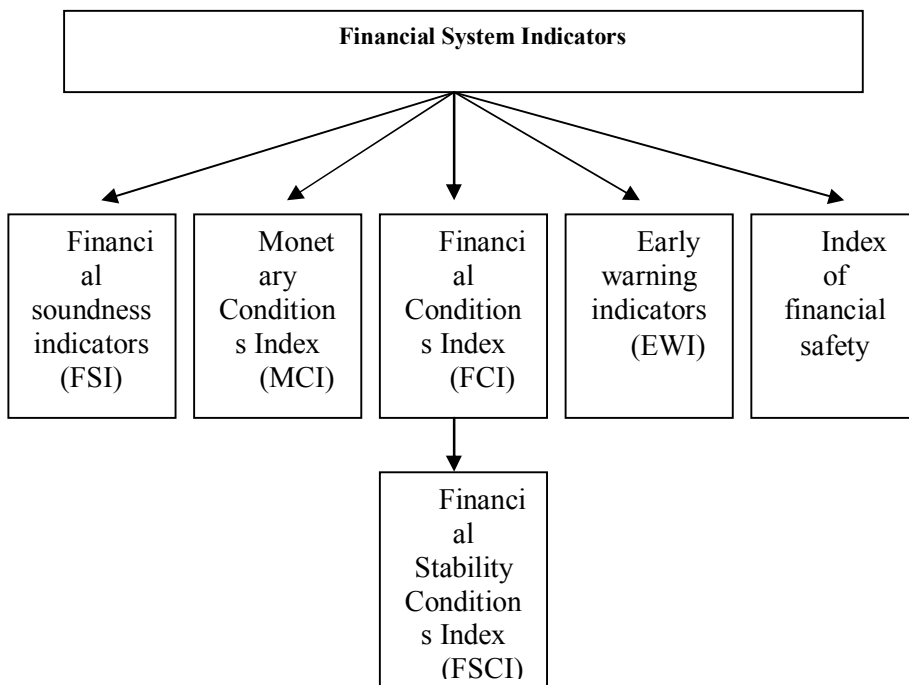 Financial System Indicators
Financi
al
soundness
indicators
(FSI)
Monet
ary
Condition
s Index
(MCI)
Financi
al
Condition
s Index
(FCI)
Early
warning
indicators
(EWI)
Index
of
financial
safety
Financi
al
Stability
Condition
s Index
(FSCI)